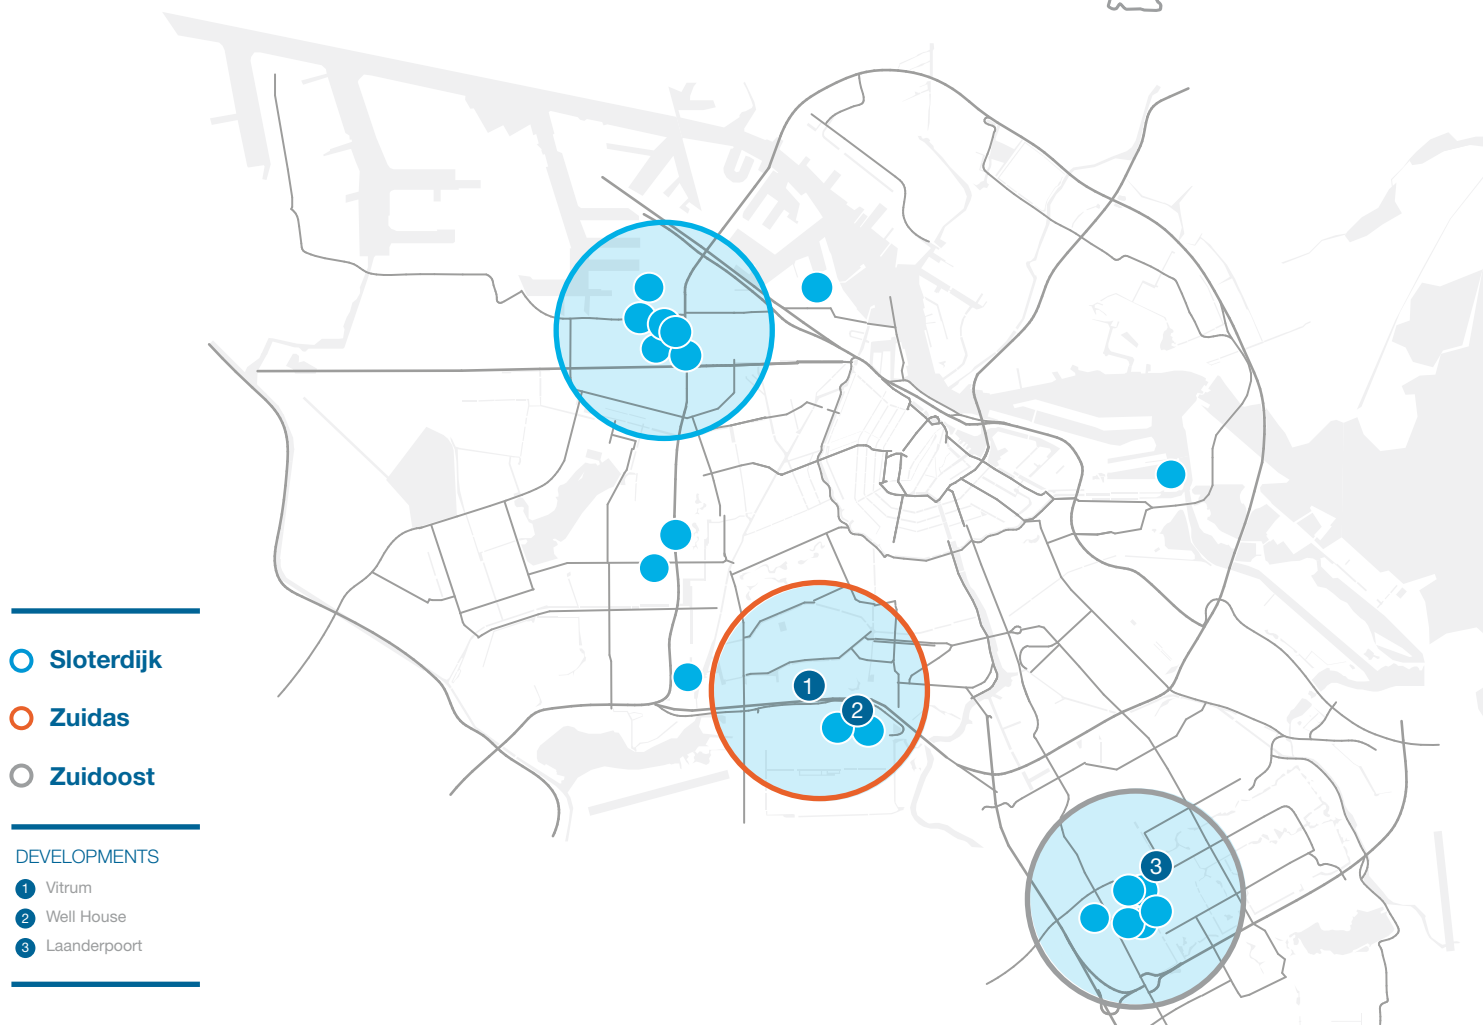 Sloterdijk
Zuidas
Zuidoost
DEVELOPMENTS
1 Vitrum
2 Well House
3 Laanderpoort
1
2
3